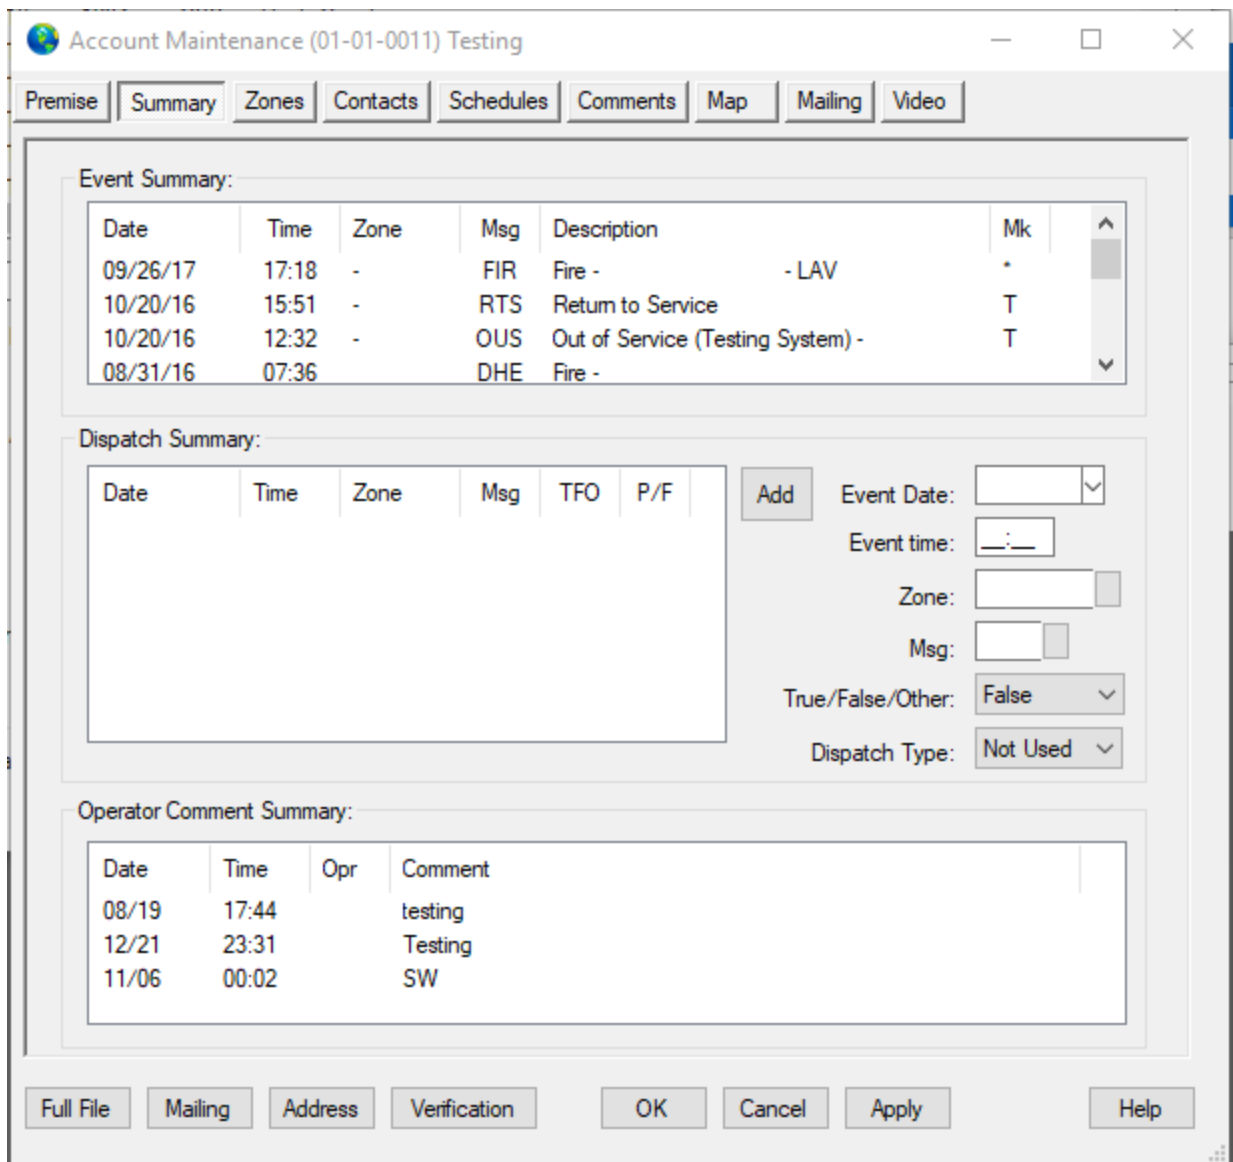 Account Maintenance (01-01-0011) Testing
Premise Summary Zones Contacts Schedules Comments Map Mailing Video
Event Summary:
Date Time Zone Msg Description Mk
09/26/17 17:18 - FIR Fire - - LAV *
10/20/16 15:51 - RTS Return to Service T
10/20/16 12:32 - OUS Out of Service (Testing System) - T
08/31/16 07:36 DHE Fire -
Dispatch Summary:
Date Time Zone Msg TFO P/F
Add Event Date:
Event time: __:__
Zone:
Msg:
True/False/Other: False
Dispatch Type: Not Used
Operator Comment Summary:
Date Time Opr Comment
08/19 17:44 testing
12/21 23:31 Testing
11/06 00:02 SW
Full File Mailing Address Verification OK Cancel Apply Help